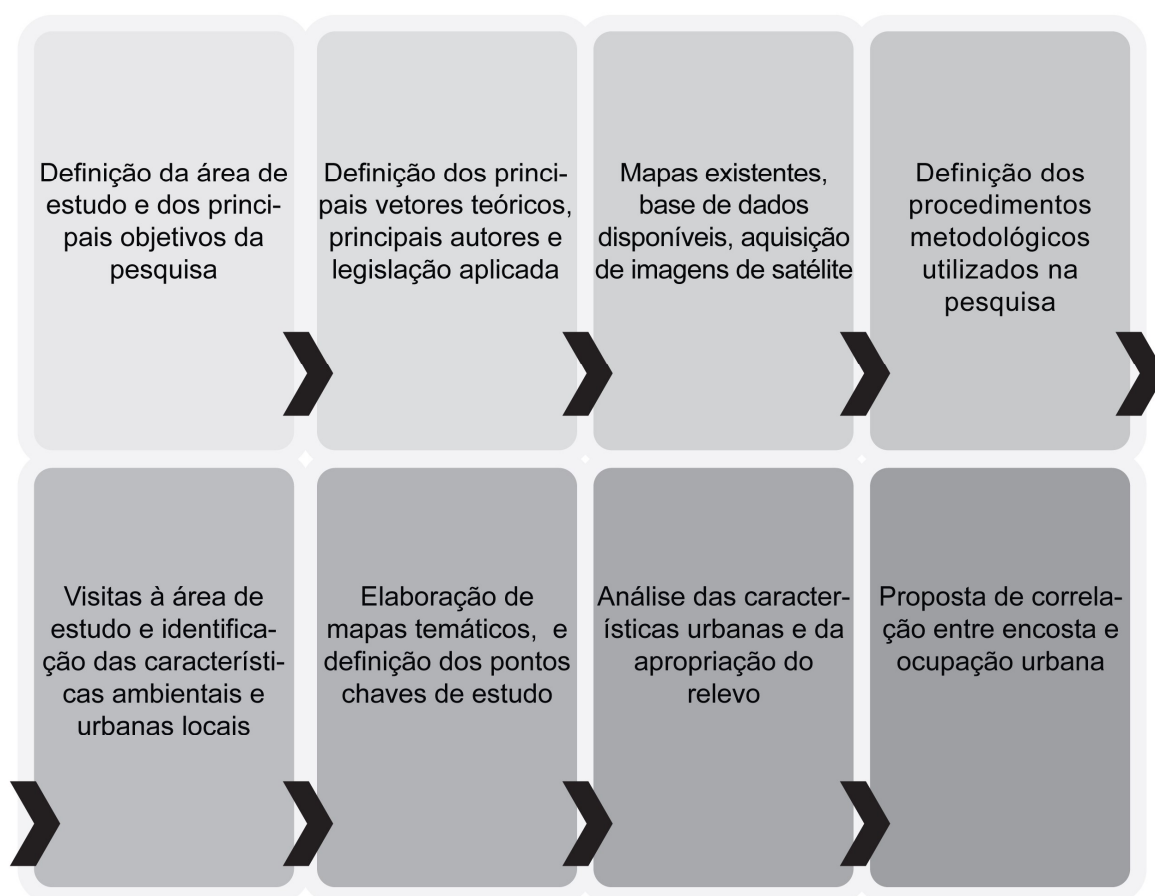 Definição da área de
estudo e dos princi-
pais objetivos da
pesquisa
Definição dos princi-
pais vetores teóricos,
principais autores e
legislação aplicada
Mapas existentes,
base de dados
disponíveis, aquisição
de imagens de satélite
Definição dos
procedimentos
metodológicos
utilizados na
pesquisa
Visitas à área de
estudo e identifica-
ção das característi-
cas ambientais e
urbanas locais
Elaboração de
mapas temáticos,  e
definição dos pontos
chaves de estudo
Análise das caracter-
ísticas urbanas e da
apropriação do
relevo
Proposta de correla-
ção entre encosta e
ocupação urbana